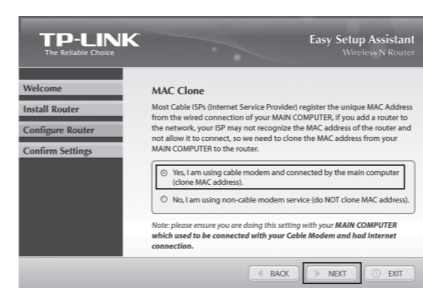 TP-LINK
The Reliable Choice
Easy Setup Assistant
Wireless N Router
Welcome
Install Router
Configure Router
Confirm Settings
MAC Clone
Most Cable ISPs (Internet Service Provider) register the unique MAC Address
from the wired connection of your MAIN COMPUTER, if you add a router to
the network, your ISP may not recognize the MAC address of the router and
not allow it to connect, so we need to clone the MAC address from your
MAIN COMPUTER to the router.
Yes, I am using cable modem and connected by the main computer
(clone MAC address).
No, I am using non-cable modem service (do NOT clone MAC address).
Note: please ensure you are doing this setting with your MAIN COMPUTER
which used to be connected with your Cable Modem and had Internet
connection.
BACK
NEXT
EXIT